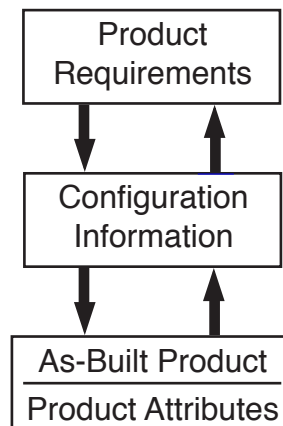 Product
Requirements
Configuration
Information
As-Built Product
Product Attributes